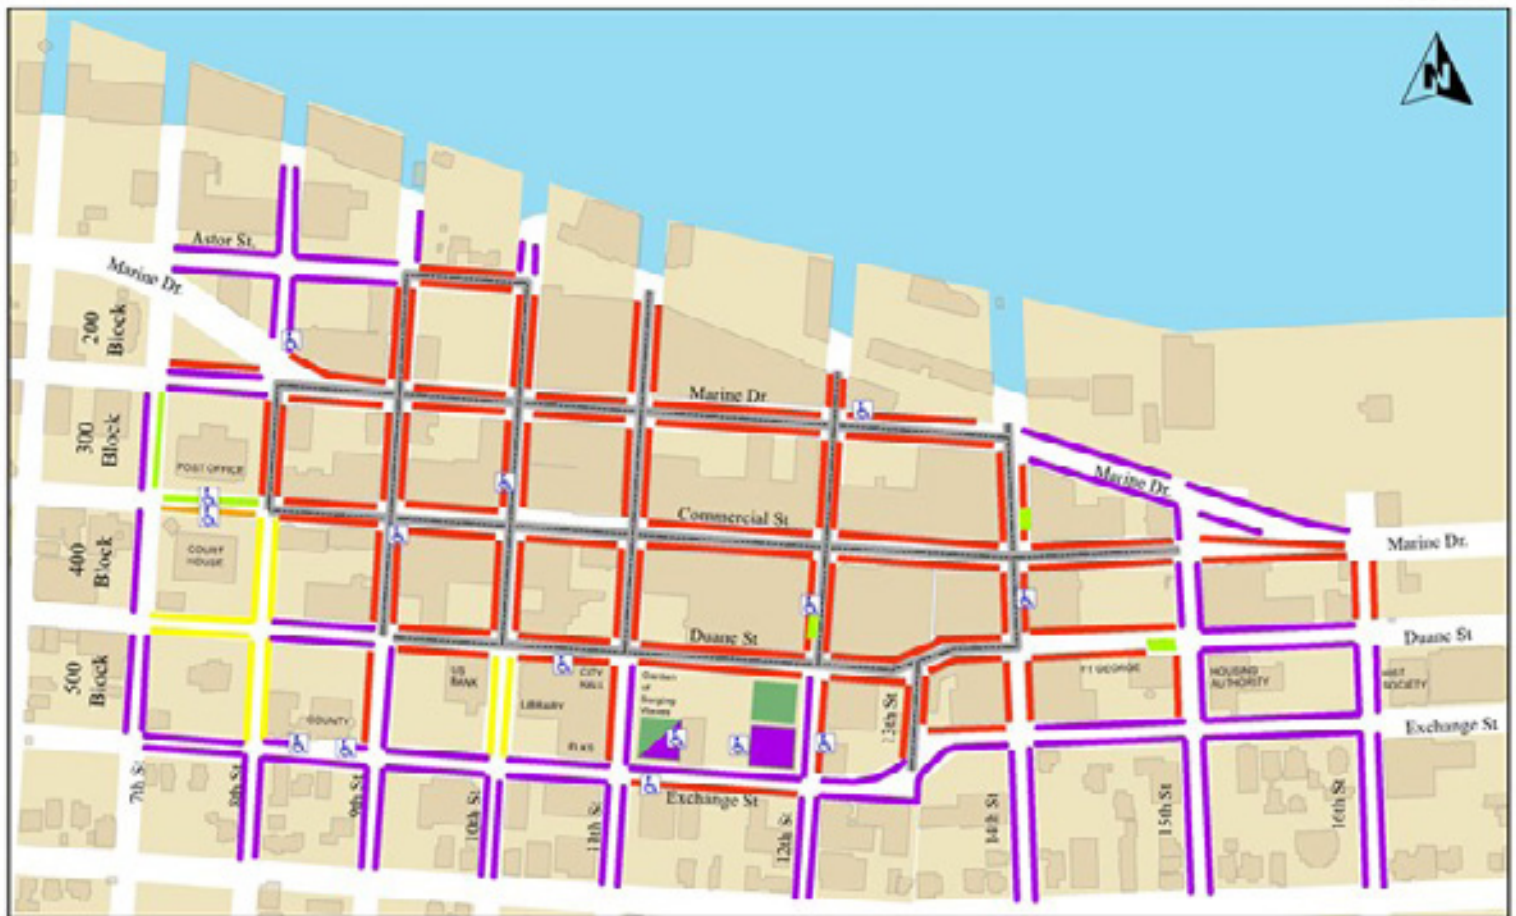 N
Astor St.
Marine Dr.
200
Block
Marine Dr
300
Block
POST OFFICE
Marine Dr.
Commercial St
Marine Dr.
400
Block
COURT
HOUSE
Duane St
Duane St
500
Block
US
BANK
CITY
HALL
Garden
of
Surging
Waves
FT GEORGE
HOUSING
AUTHORITY
HIST
SOCIETY
LIBRARY
COUNTY
ELKS
13th St
Exchange St
7th St
8th St
9th St
10th St
11th St
Exchange St
12th St
14th St
15th St
16th St